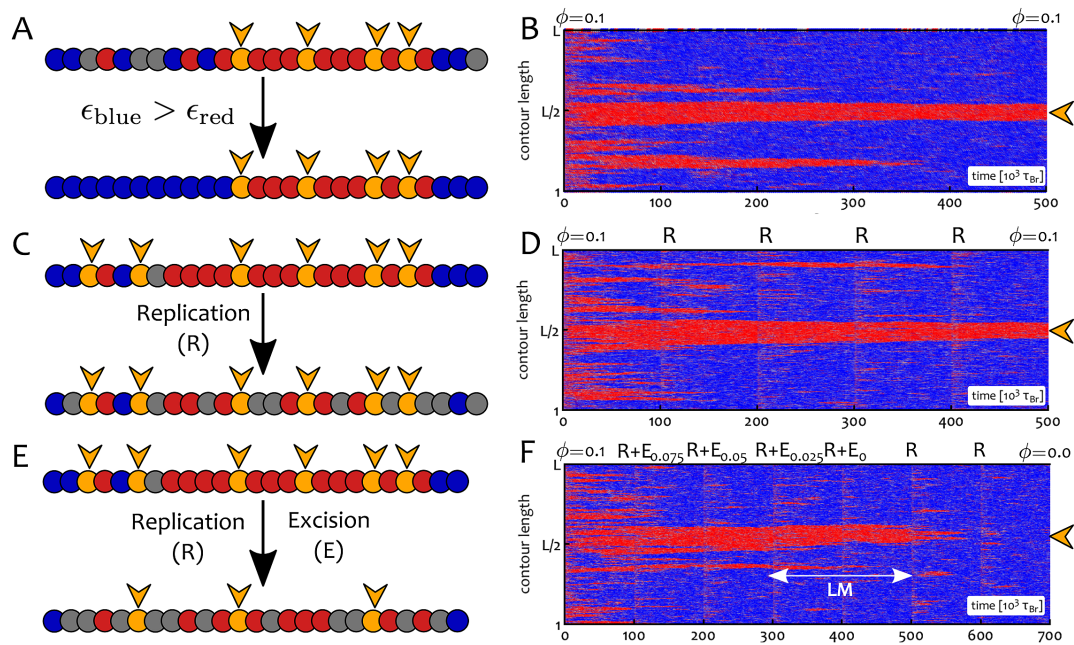 A
ϵblue > ϵred
B
ϕ=0.1 ϕ=0.1
L
L/2
1
contour length
time [10³ τBr]
0 100 200 300 400 500
C
Replication
(R)
D
ϕ=0.1 R R R R ϕ=0.1
L
L/2
1
contour length
time [10³ τBr]
0 100 200 300 400 500
E
Replication
(R)
Excision
(E)
F
ϕ=0.1 R+E0.075 R+E0.05 R+E0.025 R+E0 R R ϕ=0.0
L
L/2
1
contour length
LM
time [10³ τBr]
0 100 200 300 400 500 600 700